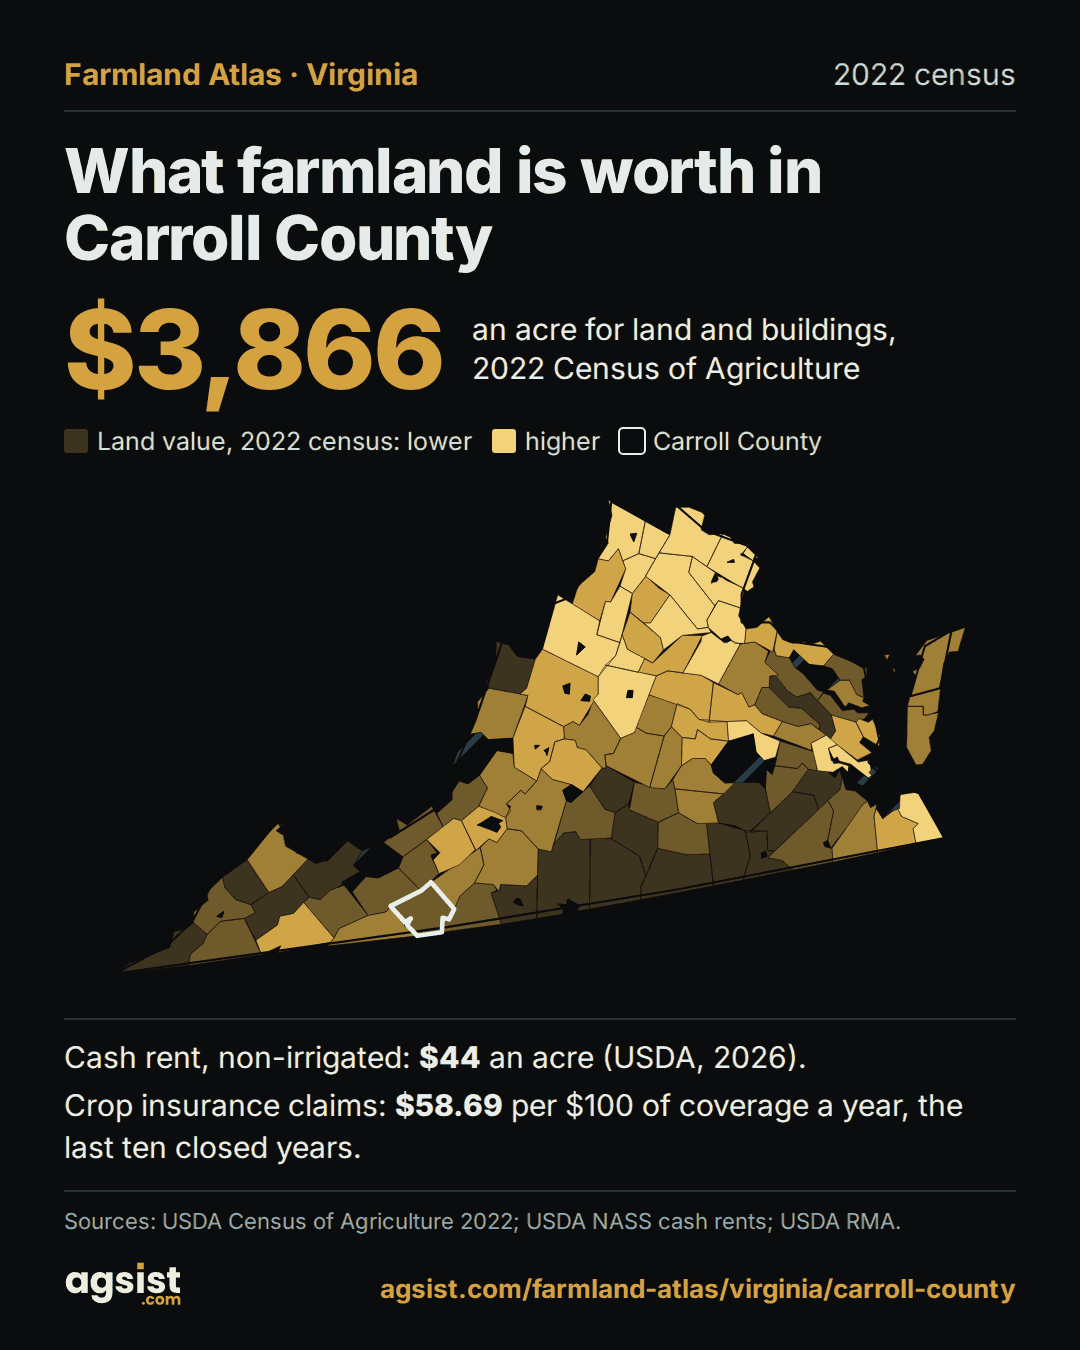 Farmland Atlas · Virginia
2022 census
What farmland is worth in
Carroll County
$3,866
an acre for land and buildings,
2022 Census of Agriculture
Land value, 2022 census: lower
higher
Carroll County
Cash rent, non-irrigated: $44 an acre (USDA, 2026).
Crop insurance claims: $58.69 per $100 of coverage a year, the
last ten closed years.
Sources: USDA Census of Agriculture 2022; USDA NASS cash rents; USDA RMA.
agsist
.com
agsist.com/farmland-atlas/virginia/carroll-county